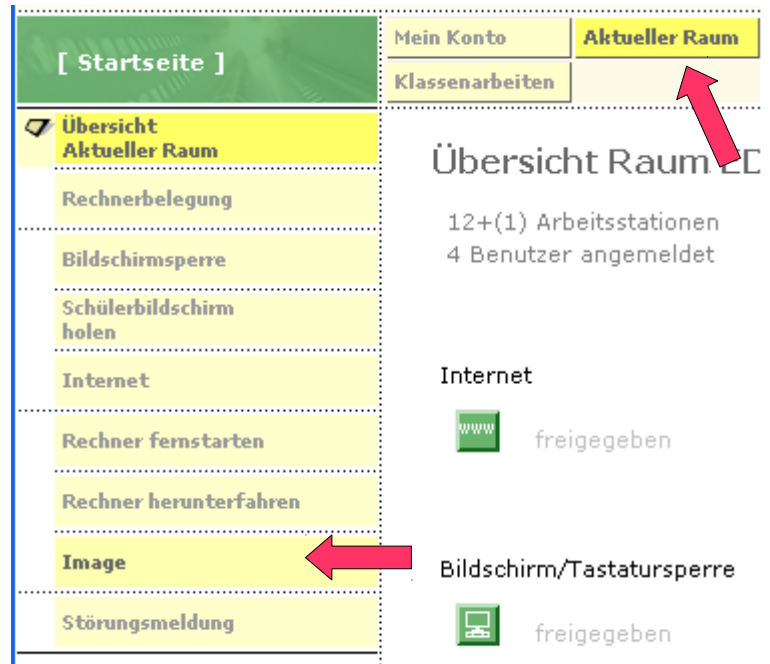 [ Startseite ]
Mein Konto
Aktueller Raum
Klassenarbeiten
Übersicht
Aktueller Raum
Rechnerbelegung
Bildschirmsperre
Schülerbildschirm
holen
Internet
Rechner fernstarten
Rechner herunterfahren
Image
Störungsmeldung
Übersicht Raum ED
12+(1) Arbeitsstationen
4 Benutzer angemeldet
Internet
www
freigegeben
Bildschirm/Tastatursperre
freigegeben